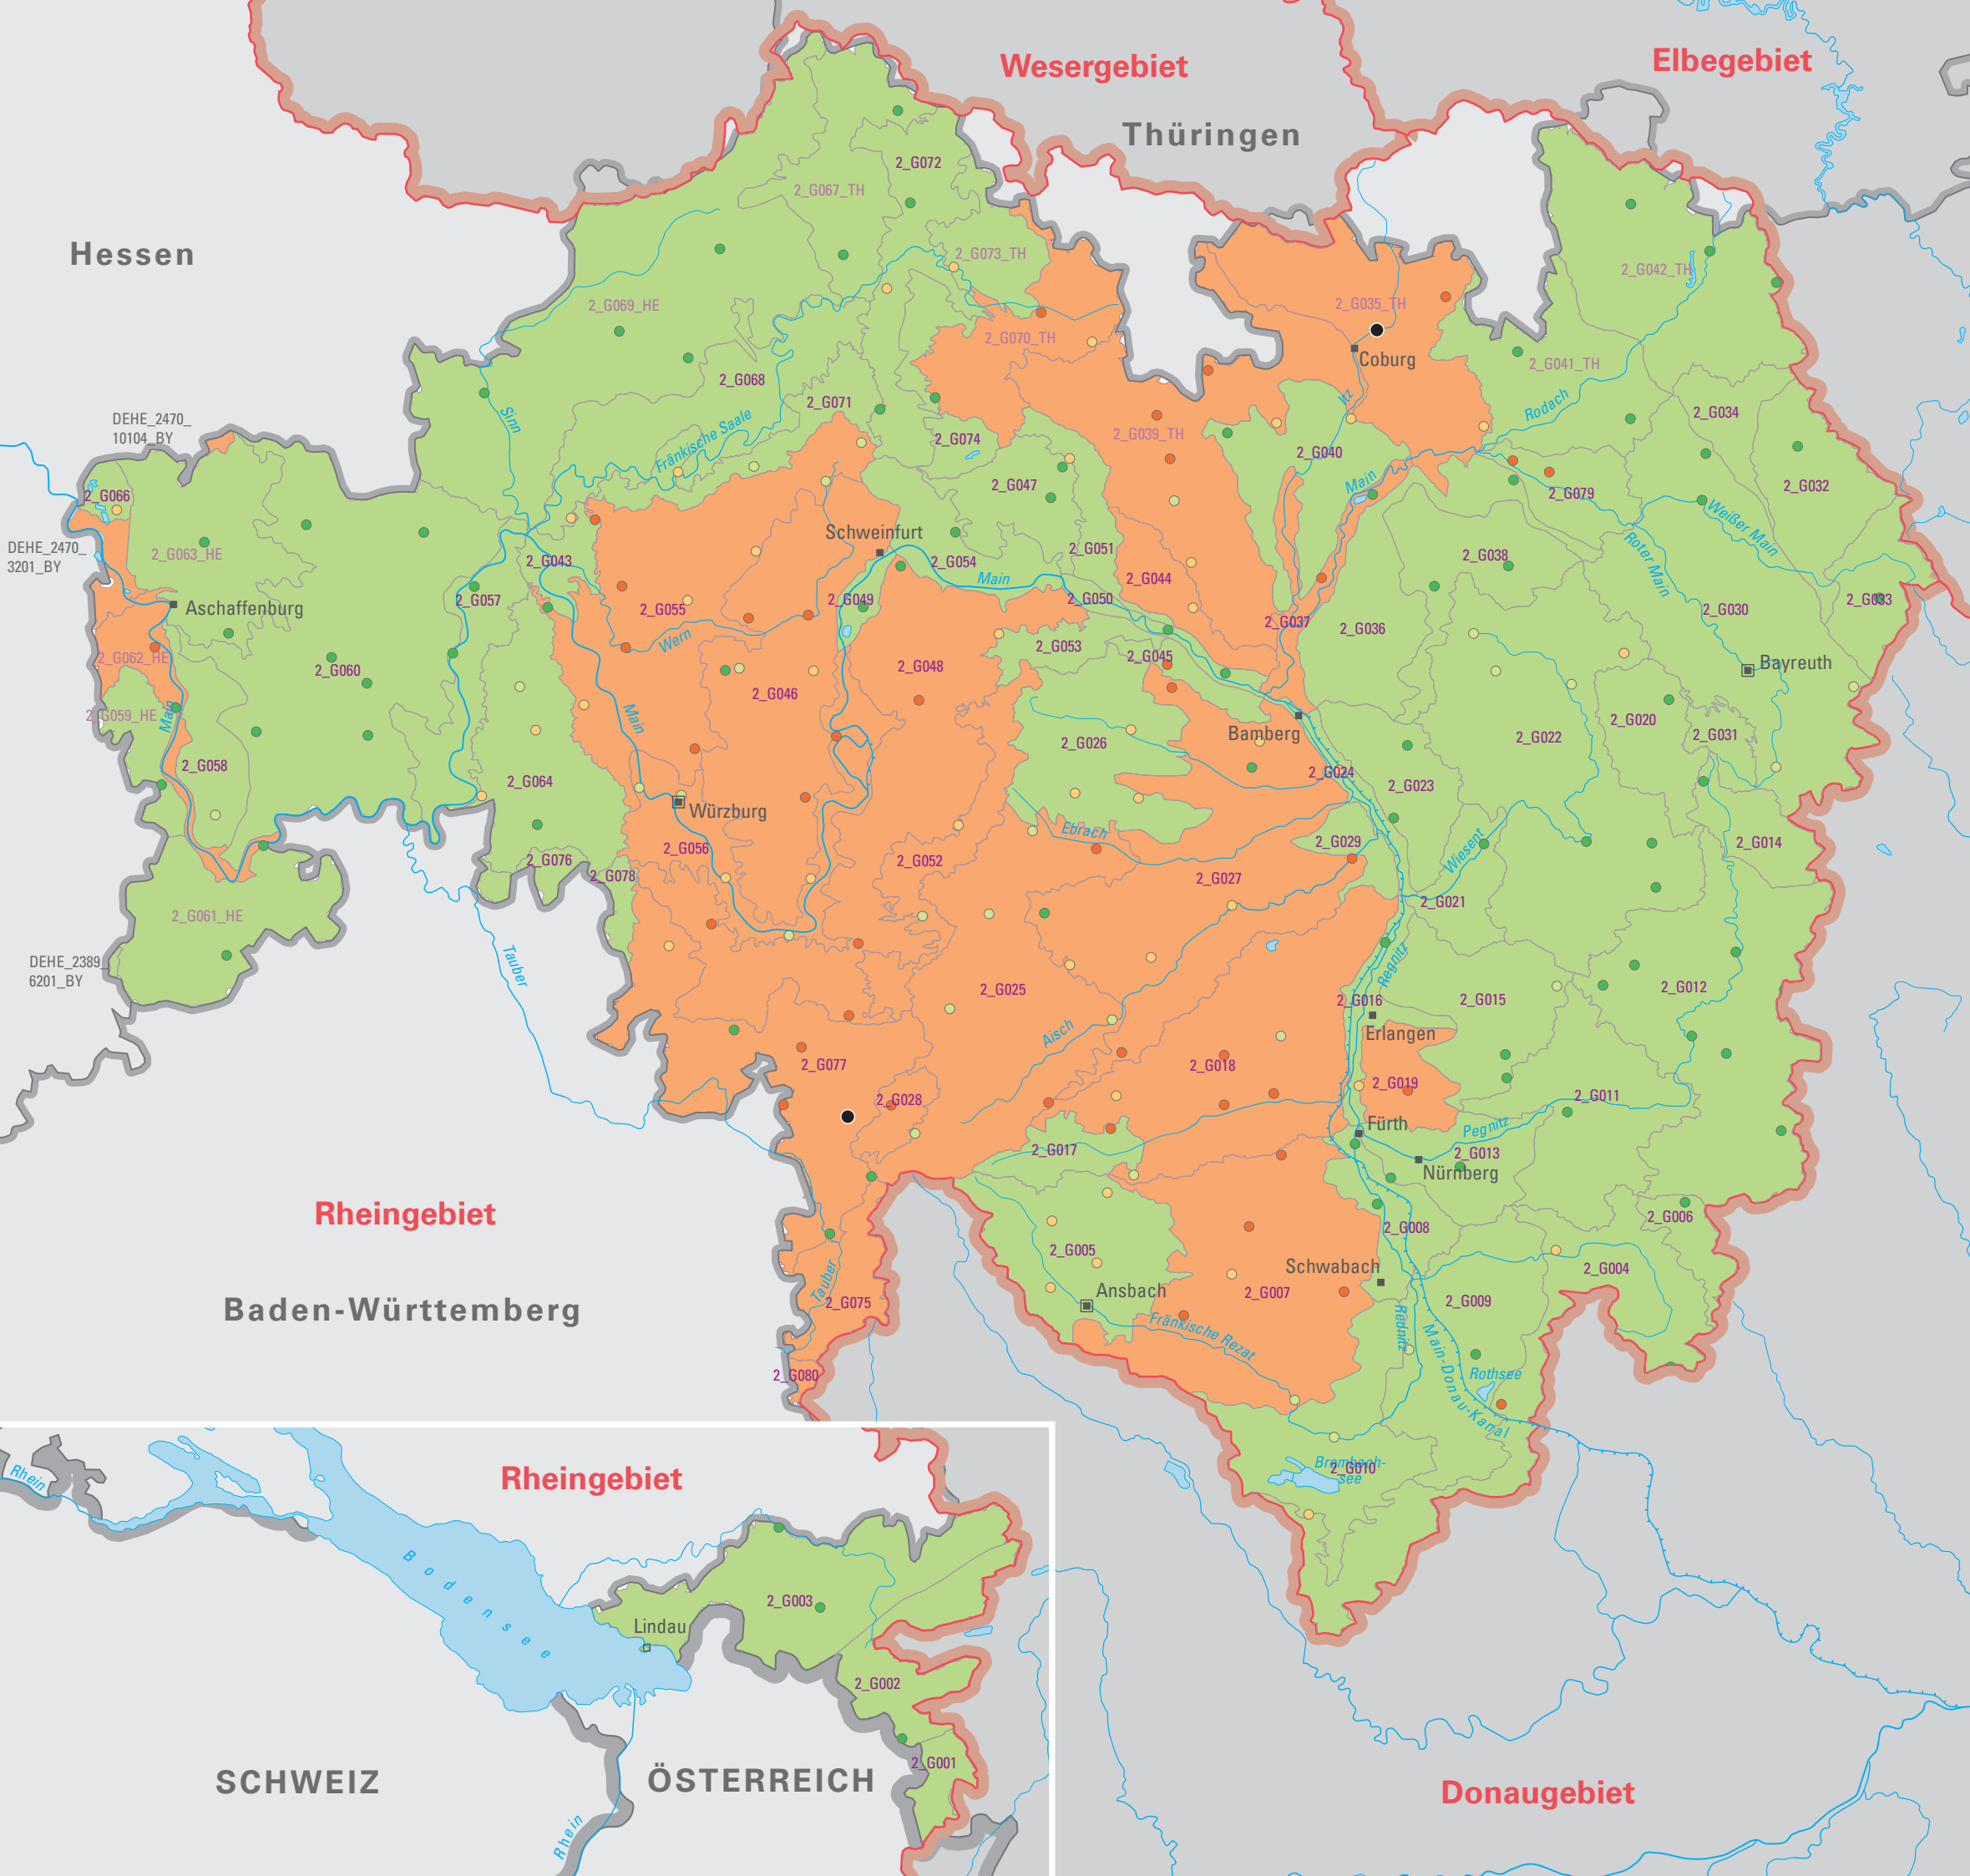 Wesergebiet
Elbegebiet
Thüringen
2_G072
2_G067_TH
Hessen
2_G073_TH
2_G042_TH
2_G069_HE
2_G035_TH
2_G070_TH
Coburg
2_G041_TH
2_G068
2_G071
Itz
Rodach
2_G034
DEHE_2470_
10104_BY
Sinn
Fränkische Saale
2_G074
2_G039_TH
2_G040
2_G066
2_G047
Main
2_G079
2_G032
Schweinfurt
Weißer Main
DEHE_2470_
3201_BY
2_G063_HE
2_G043
2_G054
2_G051
2_G038
Roter Main
Main
2_G044
2_G057
Aschaffenburg
2_G055
2_G049
2_G050
2_G030
2_G033
2_G037
2_G036
Wern
2_G053
2_G045
2_G062_HE
2_G060
2_G048
Bayreuth
2_G046
2_G059_HE
Main
Main
2_G020
2_G031
Bamberg
2_G026
2_G022
2_G058
2_G064
2_G024
2_G023
Würzburg
Ebrach
2_G029
Wiesent
2_G014
2_G056
2_G076
2_G052
2_G078
2_G027
2_G021
2_G061_HE
Tauber
Regnitz
DEHE_2389_
6201_BY
2_G025
2_G016
2_G015
2_G012
Aisch
Erlangen
2_G077
2_G018
2_G019
2_G028
2_G011
Fürth
Pegnitz
2_G017
2_G013
Nürnberg
Rheingebiet
2_G006
2_G008
2_G005
Schwabach
2_G004
Tauber
Ansbach
2_G007
2_G009
2_G075
Baden-Württemberg
Fränkische Rezat
Rednitz
Main-Donau-Kanal
2_G080
Rothsee
Brombach-
see
2_G010
Rhein
Rheingebiet
Bodensee
2_G003
Lindau
2_G002
2_G001
SCHWEIZ
ÖSTERREICH
Rhein
Donaugebiet